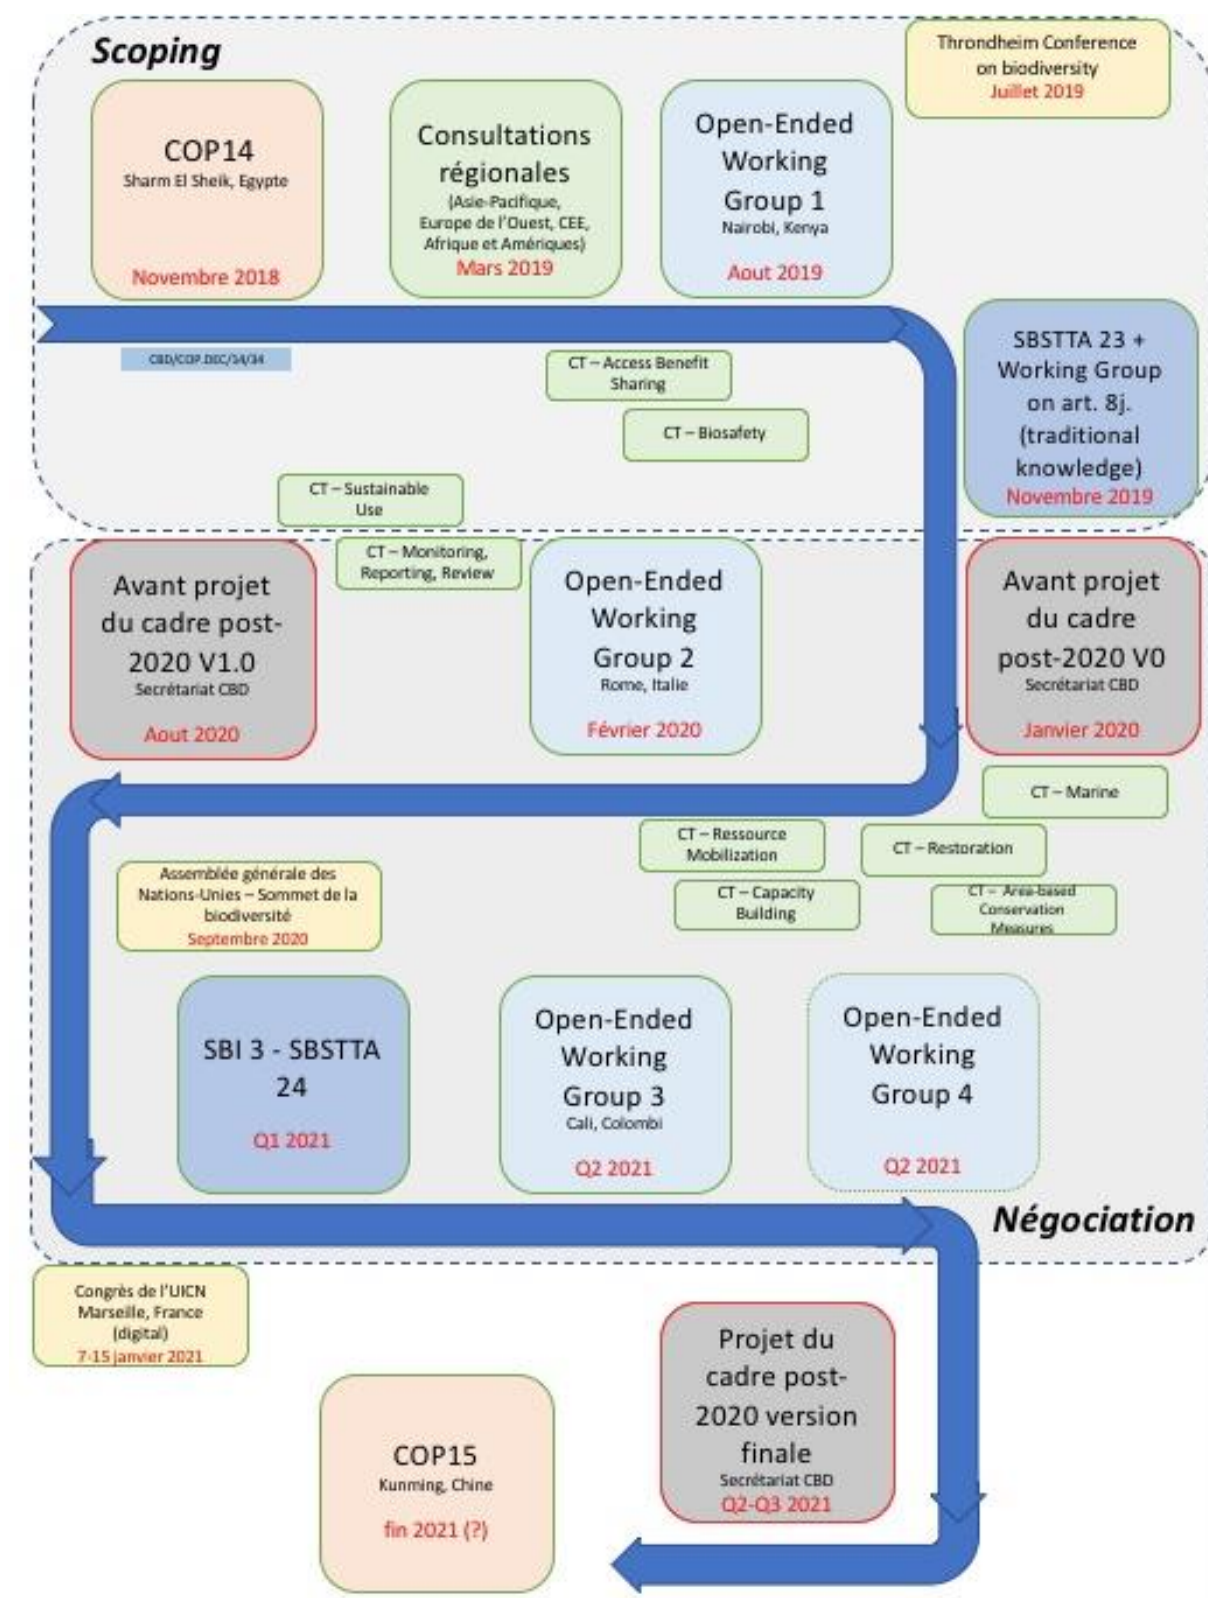 Scoping
Throndheim Conference
on biodiversity
Juillet 2019
COP14
Sharm El Sheik, Egypte
Novembre 2018
Consultations
régionales
(Asie-Pacifique,
Europe de l'Ouest, CEE,
Afrique et Amériques)
Mars 2019
Open-Ended
Working
Group 1
Nairobi, Kenya
Aout 2019
CBD/COP.DEC/14/34
SBSTTA 23 +
Working Group
on art. 8j.
(traditional
knowledge)
Novembre 2019
CT – Access Benefit
Sharing
CT – Biosafety
CT – Sustainable
Use
CT – Monitoring,
Reporting, Review
Avant projet
du cadre post-
2020 V1.0
Secrétariat CBD
Aout 2020
Open-Ended
Working
Group 2
Rome, Italie
Février 2020
Avant projet
du cadre
post-2020 V0
Secrétariat CBD
Janvier 2020
CT – Marine
CT – Ressource
Mobilization
CT – Restoration
CT – Capacity
Building
CT – Area-based
Conservation
Measures
Assemblée générale des
Nations-Unies – Sommet de la
biodiversité
Septembre 2020
SBI 3 - SBSTTA
24
Q1 2021
Open-Ended
Working
Group 3
Cali, Colombi
Q2 2021
Open-Ended
Working
Group 4
Q2 2021
Négociation
Congrès de l'UICN
Marseille, France
(digital)
7-15 janvier 2021
Projet du
cadre post-
2020 version
finale
Secrétariat CBD
Q2-Q3 2021
COP15
Kunming, Chine
fin 2021 (?)